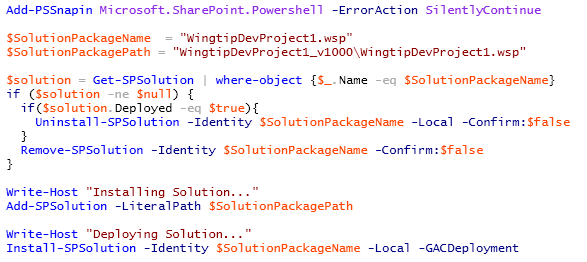 Add-PSSnapin Microsoft.SharePoint.Powershell -ErrorAction SilentlyContinue
$SolutionPackageName = "WingtipDevProject1.wsp"
$SolutionPackagePath = "WingtipDevProject1_v1000\WingtipDevProject1.wsp"
$solution = Get-SPSolution | where-object {$_.Name -eq $SolutionPackageName}
if ($solution -ne $null) {
if($solution.Deployed -eq $true){
Uninstall-SPSolution -Identity $SolutionPackageName -Local -Confirm:$false
}
Remove-SPSolution -Identity $SolutionPackageName -Confirm:$false
}
Write-Host "Installing Solution..."
Add-SPSolution -LiteralPath $SolutionPackagePath
Write-Host "Deploying Solution..."
Install-SPSolution -Identity $SolutionPackageName -Local -GACDeployment